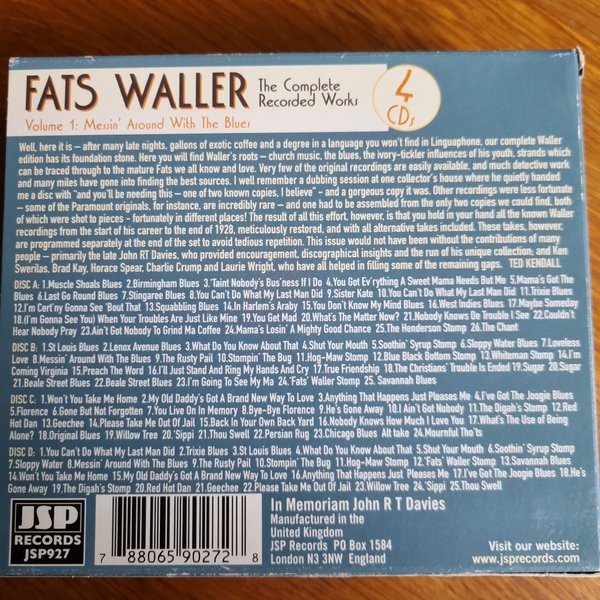 FATS WALLER
The Complete
Recorded Works
4
CDs
Volume 1: Messin' Around With The Blues
Well, here it is – after many late nights, gallons of exotic coffee and a degree in a language you won't find in Linguaphone, our complete Waller
edition has its foundation stone. Here you will find Waller's roots – church music, the blues, the ivory-tickler influences of his youth, strands which
can be traced through to the mature Fats we all know and love. Very few of the original recordings are easily available, and much detective work
and many miles have gone into finding the best sources. I well remember a dubbing session at one collector's house where he quietly handed
me a disc with "and you'll be needing this – one of two known copies, I believe" - and a gorgeous copy it was. Other recordings were less fortunate
– some of the Paramount originals, for instance, are incredibly rare – and one had to be assembled from the only two copies we could find, both
of which were shot to pieces - fortunately in different places! The result of all this effort, however, is that you hold in your hand all the known Waller
recordings from the start of his career to the end of 1928, meticulously restored, and with all alternative takes included. These takes, however,
are programmed separately at the end of the set to avoid tedious repetition. This issue would not have been without the contributions of many
people – primarily the late John RT Davies, who provided encouragement, discographical insights and the run of his unique collection; and Ken
Swerilas, Brad Kay, Horace Spear, Charlie Crump and Laurie Wright, who have all helped in filling some of the remaining gaps. TED KENDALL
DISC A: 1.Muscle Shoals Blues 2.Birmingham Blues 3.'Taint Nobody's Bus'iness If I Do 4.You Got Ev'rything A Sweet Mama Needs But Me 5.Mama's Got The
Blues 6.Last Go Round Blues 7.Stingaree Blues 8.You Can't Do What My Last Man Did 9.Sister Kate 10.You Can't Do What My Last Man Did 11.Trixie Blues
12.I'm Cert'ny Gonna See 'Bout That 13.Squabbling Blues 14.In Harlem's Araby 15.You Don't Know My Mind Blues 16.West Indies Blues 17.Maybe Someday
18.(I'm Gonna See You) When Your Troubles Are Just Like Mine 19.You Get Mad 20.What's The Matter Now? 21.Nobody Knows De Trouble I See 22.Couldn't
Hear Nobody Pray 23.Ain't Got Nobody To Grind Ma Coffee 24.Mama's Losin' A Mighty Good Chance 25.The Henderson Stomp 26.The Chant
DISC B: 1.St Louis Blues 2.Lenox Avenue Blues 3.What Do You Know About That 4.Shut Your Mouth 5.Soothin' Syrup Stomp 6.Sloppy Water Blues 7.Loveless
Love 8.Messin' Around With The Blues 9.The Rusty Pail 10.Stompin' The Bug 11.Hog-Maw Stomp 12.Blue Black Bottom Stomp 13.Whiteman Stomp 14.I'm
Coming Virginia 15.Preach The Word 16.I'll Just Stand And Ring My Hands And Cry 17.True Friendship 18.The Christians' Trouble Is Ended 19.Sugar 20.Sugar
21.Beale Street Blues 22.Beale Street Blues 23.I'm Going To See My Ma 24.'Fats' Waller Stomp 25. Savannah Blues
DISC C: 1.Won't You Take Me Home 2.My Old Daddy's Got A Brand New Way To Love 3.Anything That Happens Just Pleases Me 4.I've Got The Joogie Blues
5.Florence 6.Gone But Not Forgotten 7.You Live On In Memory 8.Bye-Bye Florence 9.He's Gone Away 10.I Ain't Got Nobody 11.The Digah's Stomp 12.Red
Hot Dan 13.Geechee 14.Please Take Me Out Of Jail 15.Back In Your Own Back Yard 16.Nobody Knows How Much I Love You 17.What's The Use of Being
Alone? 18.Original Blues 19.Willow Tree 20.'Sippi 21.Thou Swell 22.Persian Rug 23.Chicago Blues Alt take 24.Mournful Tho'ts
DISC D: 1.You Can't Do What My Last Man Did 2.Trixie Blues 3.St Louis Blues 4.What Do You Know About That 5.Shut Your Mouth 6. Soothin' Syrup Stomp
7.Sloppy Water 8.Messin' Around With The Blues 9.The Rusty Pail 10.Stompin' The Bug 11.Hog-Maw Stomp 12.'Fats' Waller Stomp 13.Savannah Blues
14.Won't You Take Me Home 15.My Old Daddy's Got A Brand New Way To Love 16.Anything That Happens Just Pleases Me 17.I've Got The Joogie Blues 18.He's
Gone Away 19.The Digah's Stomp 20.Red Hot Dan 21.Geechee 22.Please Take Me Out Of Jail 23.Willow Tree 24.'Sippi 25.Thou Swell
JSP
RECORDS
JSP927
7 88065 90272 8
In Memoriam John R T Davies
Manufactured in the
United Kingdom
JSP Records PO Box 1584
London N3 3NW England
Visit our website:
www.jsprecords.com